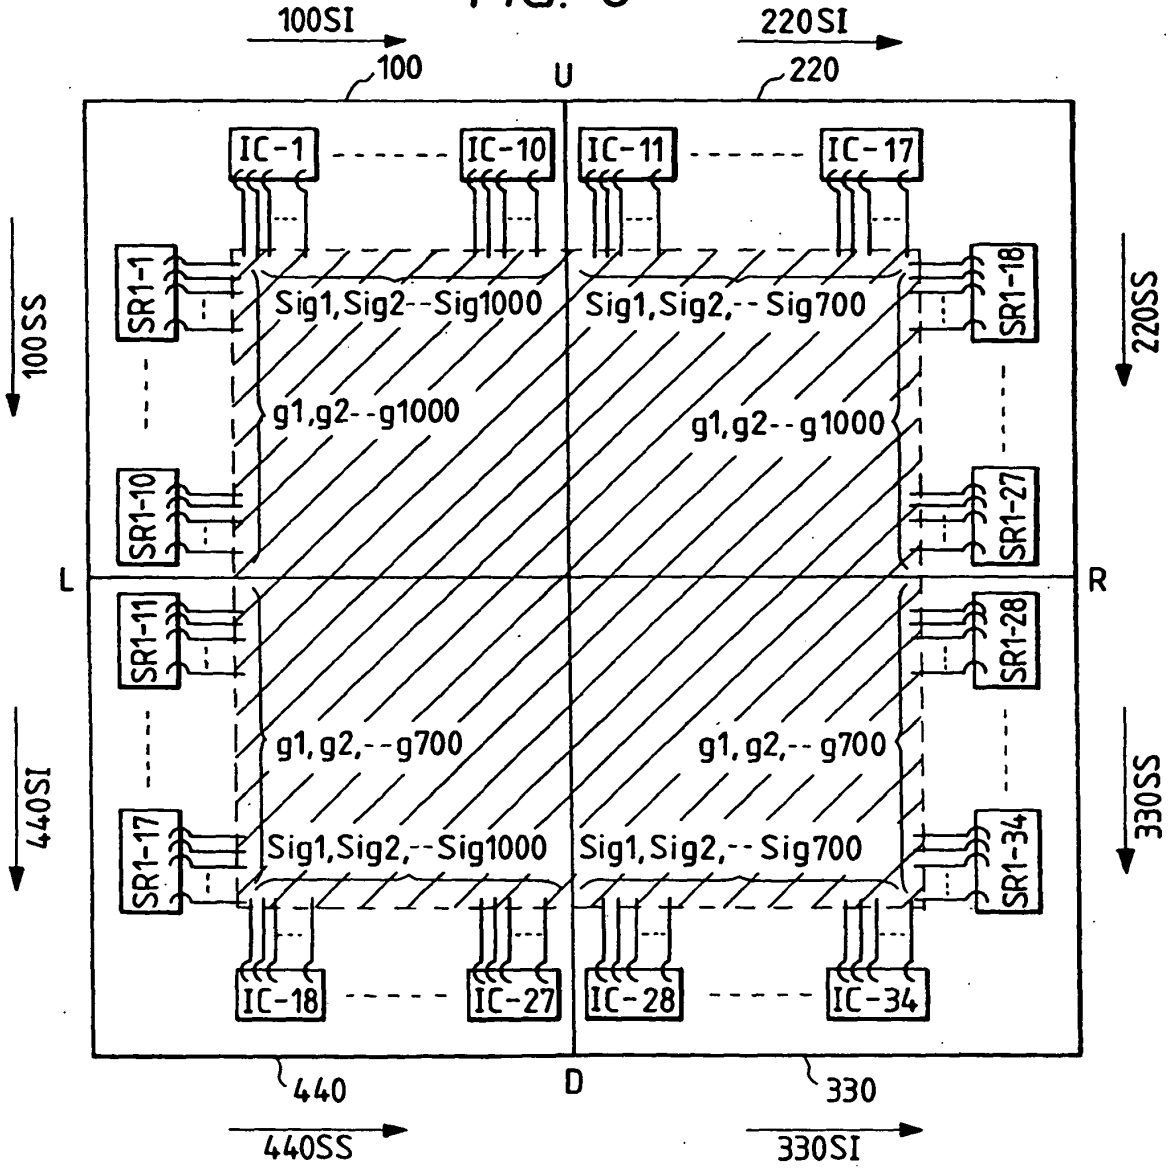 100SI 220SI
100 U 220
IC-1 IC-10 IC-11 IC-17
SR1-1 SR1-18
100SS 220SS
Sig1,Sig2--Sig1000 Sig1,Sig2,--Sig700
g1,g2--g1000 g1,g2--g1000
SR1-10 SR1-27
L R
SR1-11 SR1-28
g1,g2,--g700 g1,g2,--g700
440SI 330SS
SR1-17 SR1-34
Sig1,Sig2,--Sig1000 Sig1,Sig2,--Sig700
IC-18 IC-27 IC-28 IC-34
440 D 330
440SS 330SI